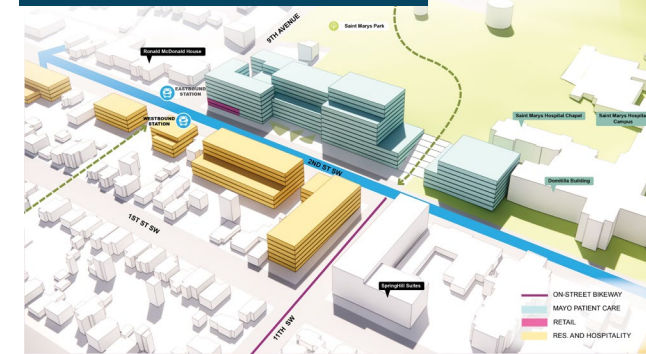 9TH AVENUE
Saint Marys Park
Ronald McDonald House
EASTBOUND
STATION
WESTBOUND
STATION
Saint Marys Hospital Chapel
Saint Marys Hospital
Campus
2ND ST SW
Domitilla Building
1ST ST SW
SpringHill Suites
11TH SW
ON-STREET BIKEWAY
MAYO PATIENT CARE
RETAIL
RES. AND HOSPITALITY